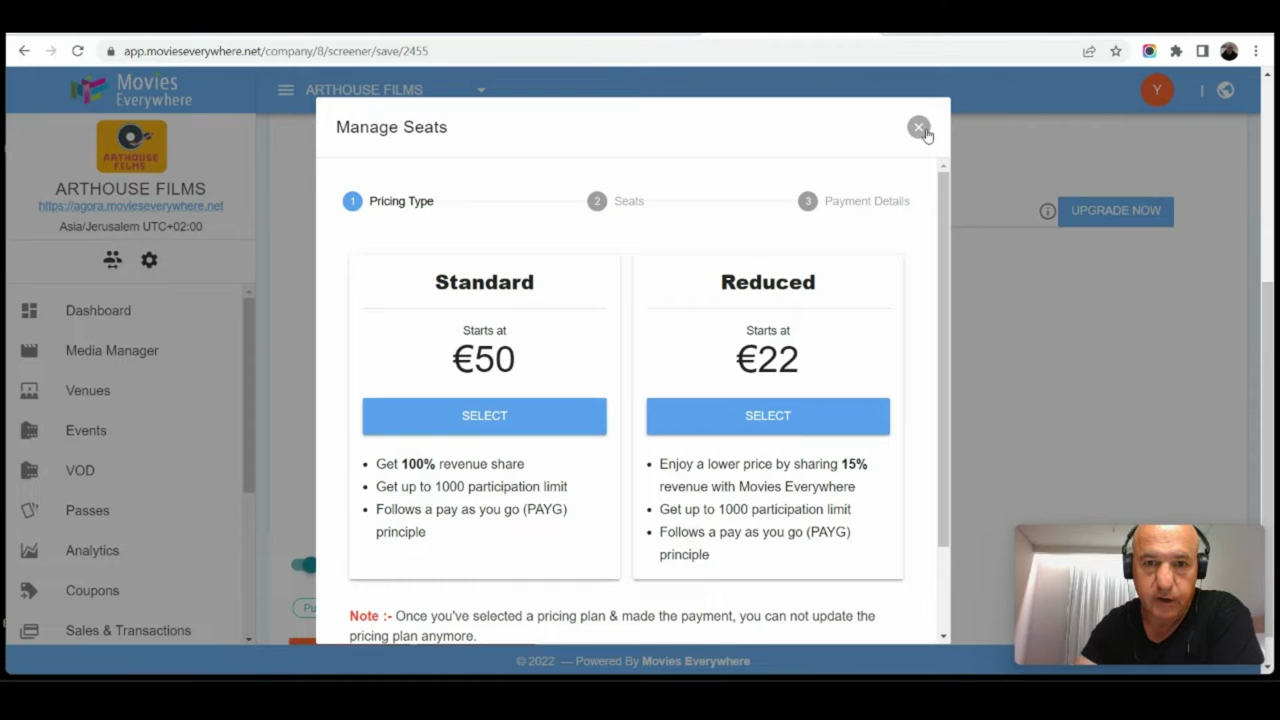 app.movieseverywhere.net/company/8/screener/save/2455
Movies
Everywhere
ARTHOUSE FILMS
Y
Manage Seats
ARTHOUSE
FILMS
ARTHOUSE FILMS
https://agora.movieseverywhere.net
Asia/Jerusalem UTC+02:00
1 Pricing Type
2 Seats
3 Payment Details
UPGRADE NOW
Dashboard
Media Manager
Venues
Events
VOD
Passes
Analytics
Coupons
Sales & Transactions
Standard
Starts at
€50
SELECT
• Get 100% revenue share
• Get up to 1000 participation limit
• Follows a pay as you go (PAYG)
principle
Reduced
Starts at
€22
SELECT
• Enjoy a lower price by sharing 15%
revenue with Movies Everywhere
• Get up to 1000 participation limit
• Follows a pay as you go (PAYG)
principle
Pu
Note :- Once you've selected a pricing plan & made the payment, you can not update the
pricing plan anymore.
© 2022 — Powered By Movies Everywhere